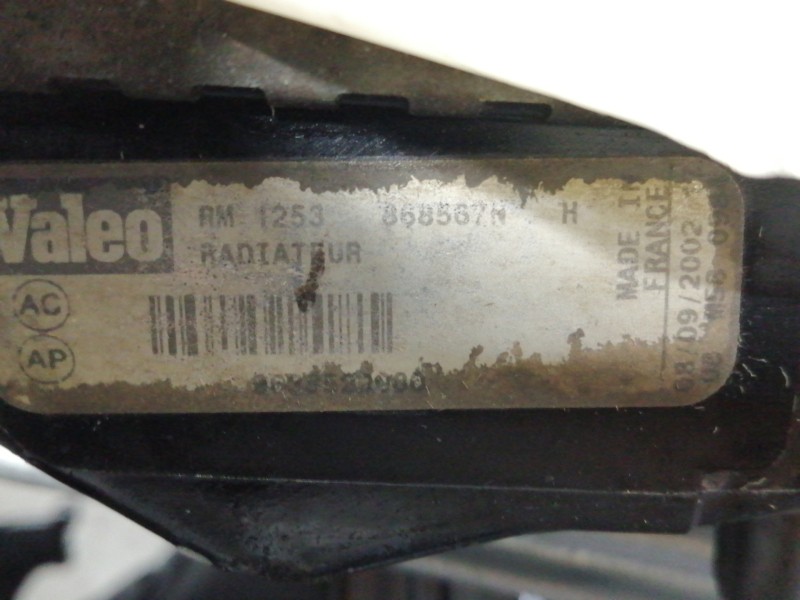 Valeo
RM 1253 868567N H
RADIATEUR
AC
AP
MADE IN
FRANCE
08/09/2002